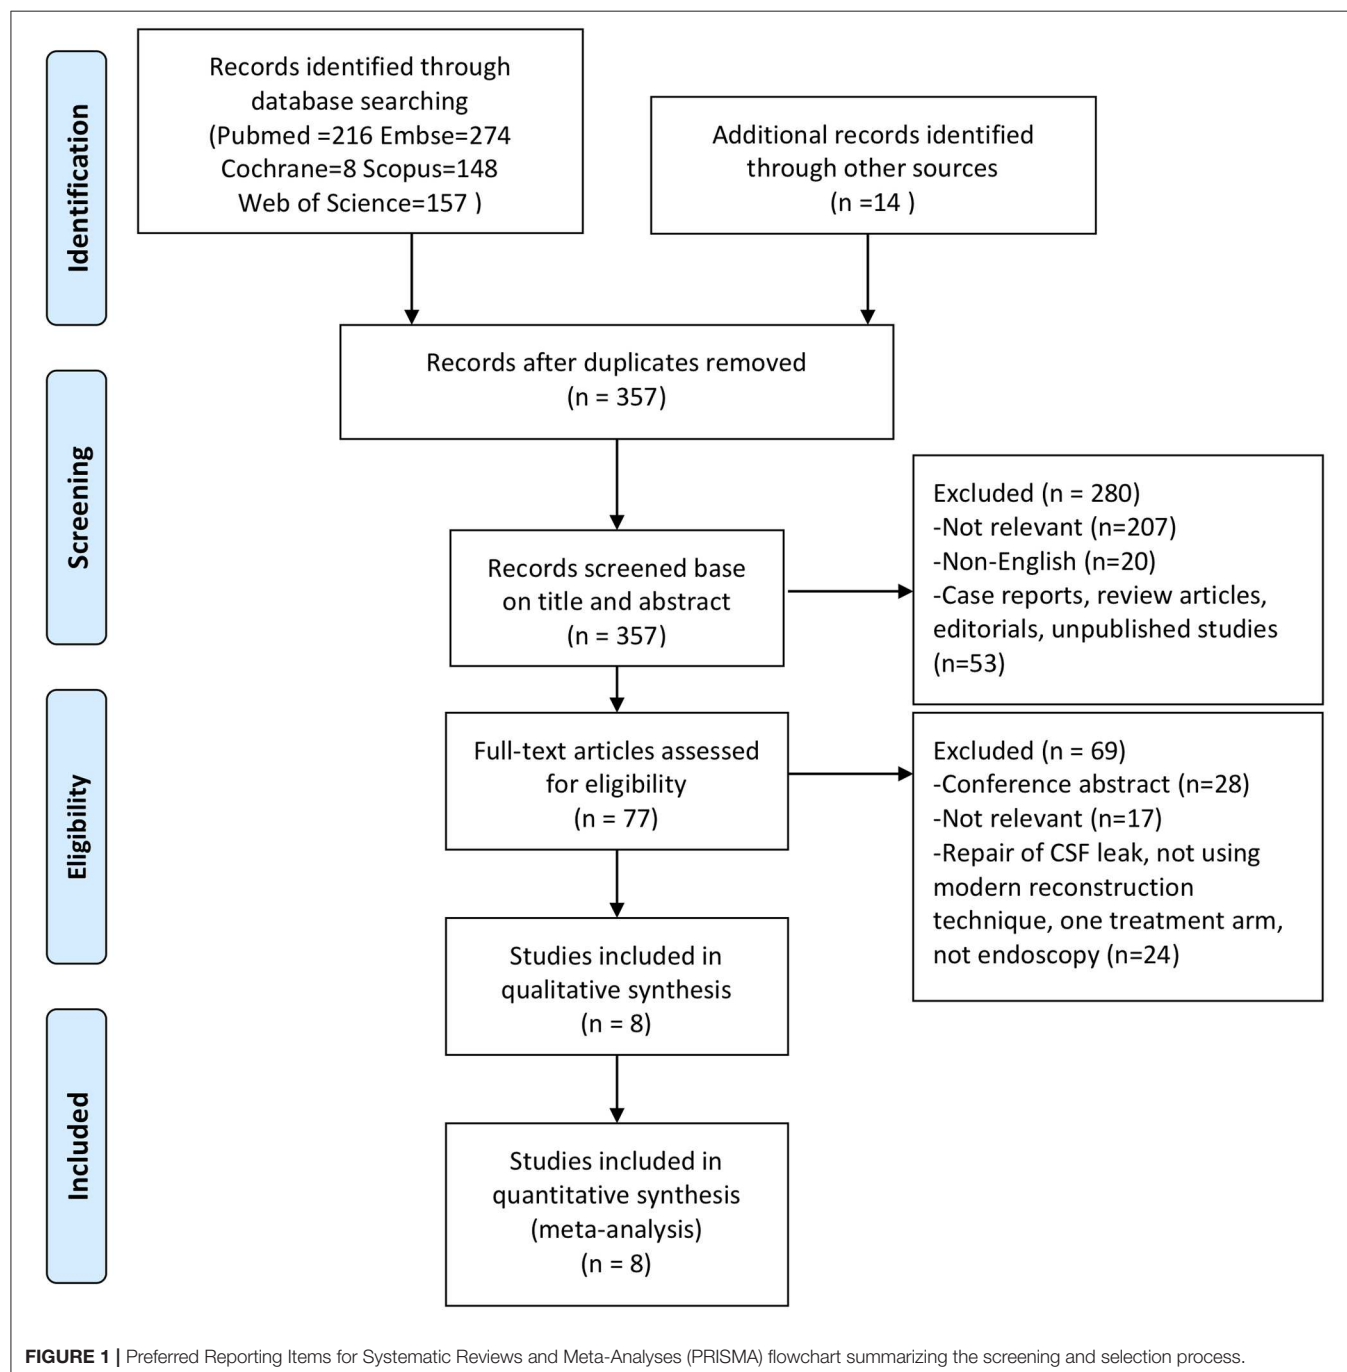 Identification
Records identified through
database searching
(Pubmed =216 Embse=274
Cochrane=8 Scopus=148
Web of Science=157 )
Additional records identified
through other sources
(n =14 )
Records after duplicates removed
(n = 357)
Screening
Records screened base
on title and abstract
(n = 357)
Excluded (n = 280)
-Not relevant (n=207)
-Non-English (n=20)
-Case reports, review articles,
editorials, unpublished studies
(n=53)
Eligibility
Full-text articles assessed
for eligibility
(n = 77)
Excluded (n = 69)
-Conference abstract (n=28)
-Not relevant (n=17)
-Repair of CSF leak, not using
modern reconstruction
technique, one treatment arm,
not endoscopy (n=24)
Studies included in
qualitative synthesis
(n = 8)
Included
Studies included in
quantitative synthesis
(meta-analysis)
(n = 8)
FIGURE 1 | Preferred Reporting Items for Systematic Reviews and Meta-Analyses (PRISMA) flowchart summarizing the screening and selection process.